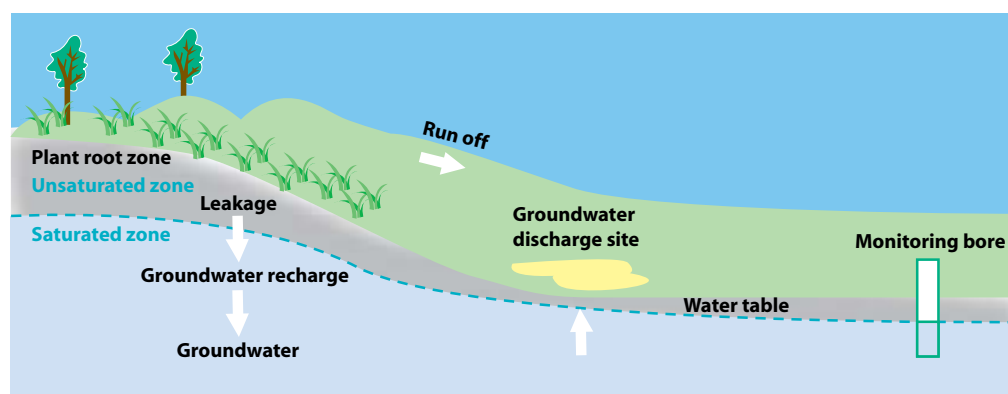 Run off
Plant root zone
Unsaturated zone
Leakage
Saturated zone
Groundwater
discharge site
Monitoring bore
Groundwater recharge
Water table
Groundwater